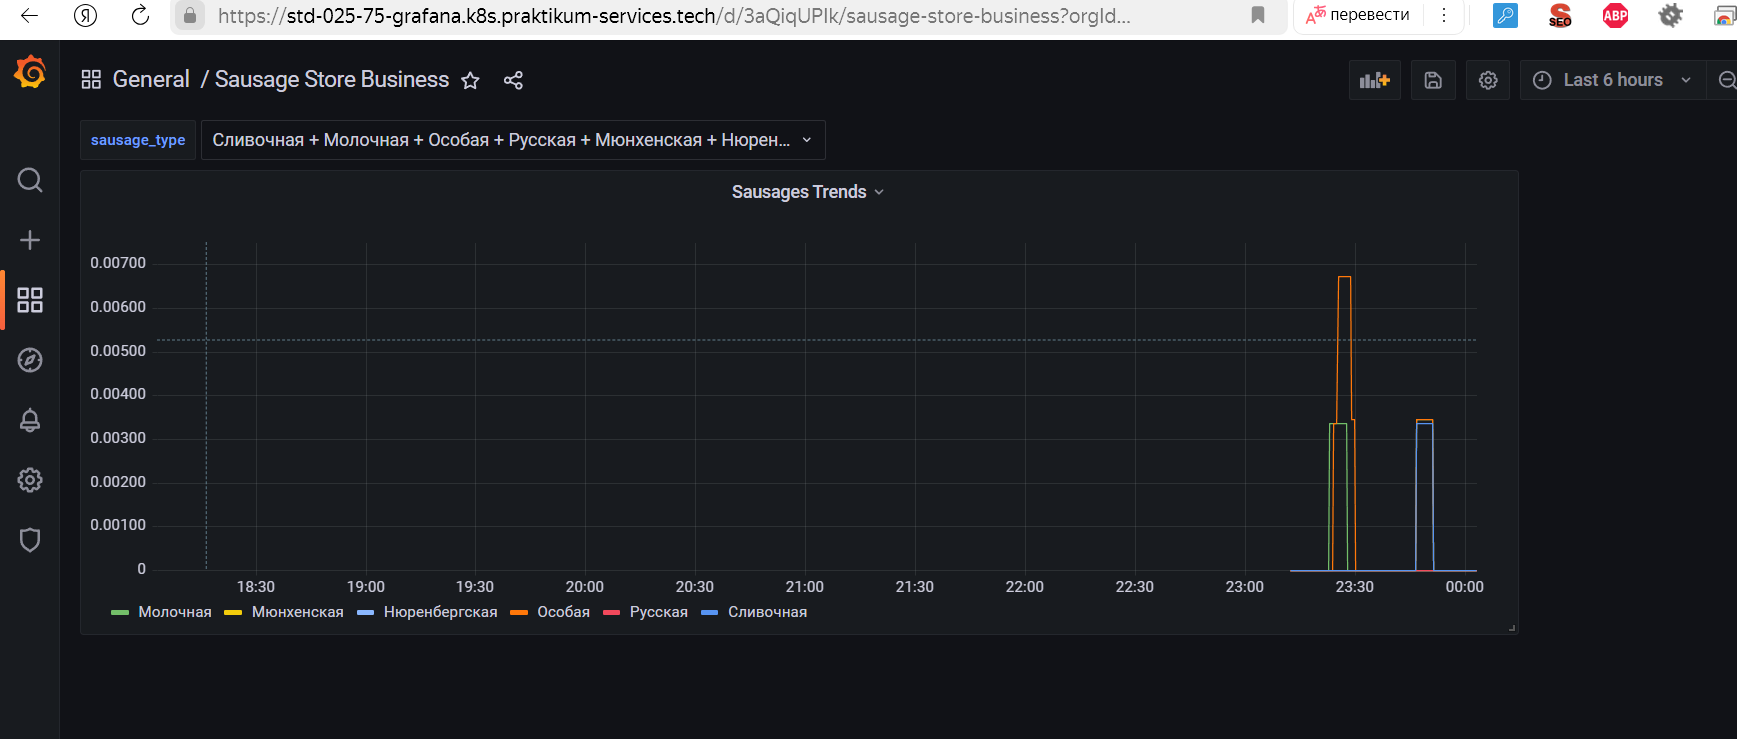 https://std-025-75-grafana.k8s.praktikum-services.tech/d/3aQiqUPIk/sausage-store-business?orgId...
перевести
SEO
ABP
General / Sausage Store Business
Last 6 hours
sausage_type
Сливочная + Молочная + Особая + Русская + Мюнхенская + Нюрен...
Sausages Trends
0.00700
0.00600
0.00500
0.00400
0.00300
0.00200
0.00100
0
18:30 19:00 19:30 20:00 20:30 21:00 21:30 22:00 22:30 23:00 23:30 00:00
Молочная Мюнхенская Нюренбергская Особая Русская Сливочная